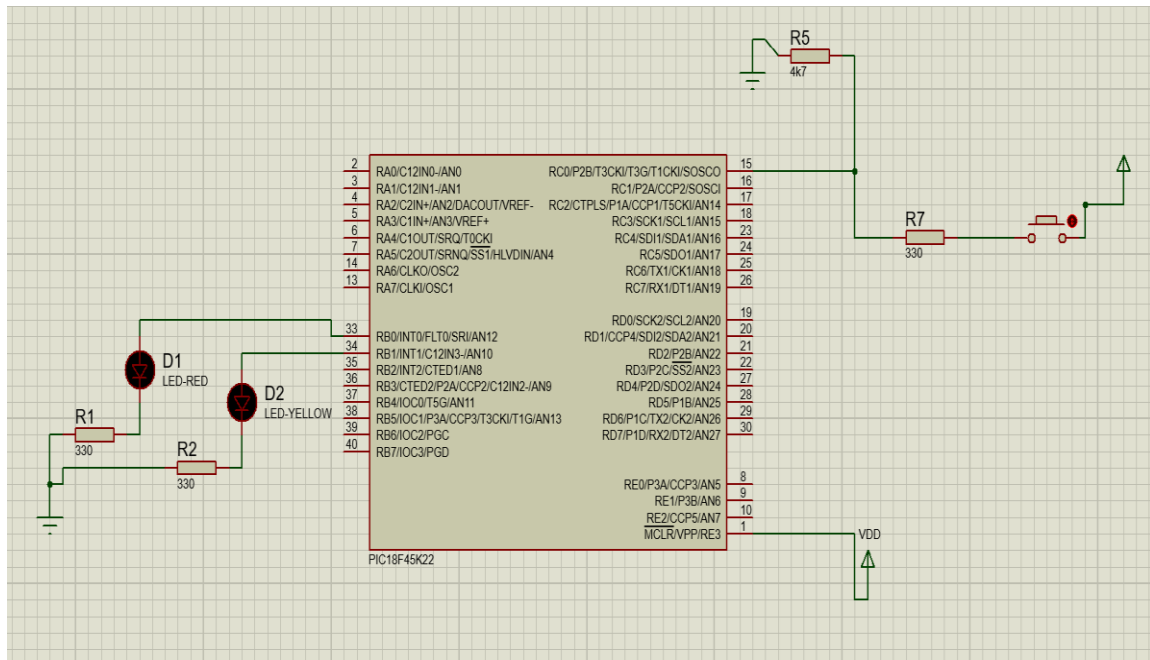 R5
4k7
2
RA0/C12IN0-/AN0
3
RA1/C12IN1-/AN1
4
RA2/C2IN+/AN2/DACOUT/VREF-
5
RA3/C1IN+/AN3/VREF+
6
RA4/C1OUT/SRQ/T0CKI
7
RA5/C2OUT/SRNQ/SS1/HLVDIN/AN4
14
RA6/CLKO/OSC2
13
RA7/CLKI/OSC1
33
RB0/INT0/FLT0/SRI/AN12
34
RB1/INT1/C12IN3-/AN10
35
RB2/INT2/CTED1/AN8
36
RB3/CTED2/P2A/CCP2/C12IN2-/AN9
37
RB4/IOC0/T5G/AN11
38
RB5/IOC1/P3A/CCP3/T3CKI/T1G/AN13
39
RB6/IOC2/PGC
40
RB7/IOC3/PGD
RC0/P2B/T3CKI/T3G/T1CKI/SOSCO
15
RC1/P2A/CCP2/SOSCI
16
RC2/CTPLS/P1A/CCP1/T5CKI/AN14
17
RC3/SCK1/SCL1/AN15
18
RC4/SDI1/SDA1/AN16
23
RC5/SDO1/AN17
24
RC6/TX1/CK1/AN18
25
RC7/RX1/DT1/AN19
26
RD0/SCK2/SCL2/AN20
19
RD1/CCP4/SDI2/SDA2/AN21
20
RD2/P2B/AN22
21
RD3/P2C/SS2/AN23
22
RD4/P2D/SDO2/AN24
27
RD5/P1B/AN25
28
RD6/P1C/TX2/CK2/AN26
29
RD7/P1D/RX2/DT2/AN27
30
RE0/P3A/CCP3/AN5
8
RE1/P3B/AN6
9
RE2/CCP5/AN7
10
MCLR/VPP/RE3
1
PIC18F45K22
D1
LED-RED
D2
LED-YELLOW
R1
330
R2
330
R7
330
VDD